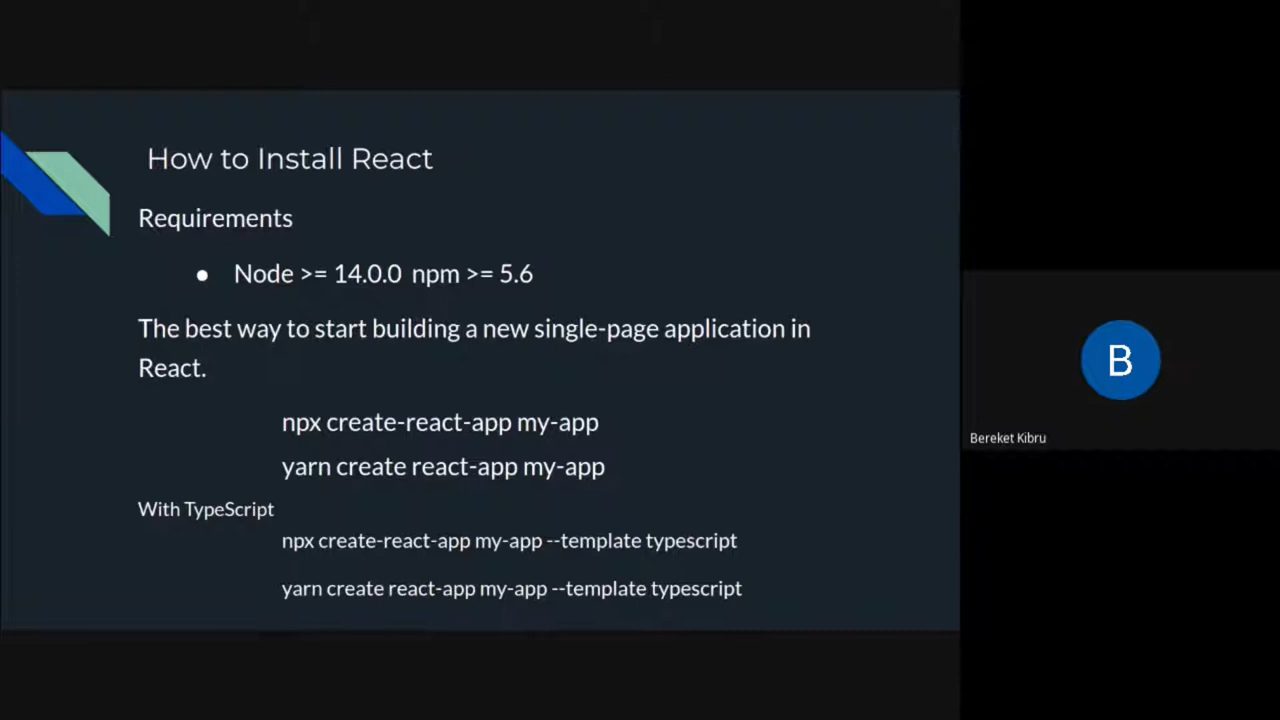 How to Install React
Requirements
● Node >= 14.0.0 npm >= 5.6
The best way to start building a new single-page application in
React.
npx create-react-app my-app
yarn create react-app my-app
With TypeScript
npx create-react-app my-app --template typescript
yarn create react-app my-app --template typescript
B
Bereket Kibru